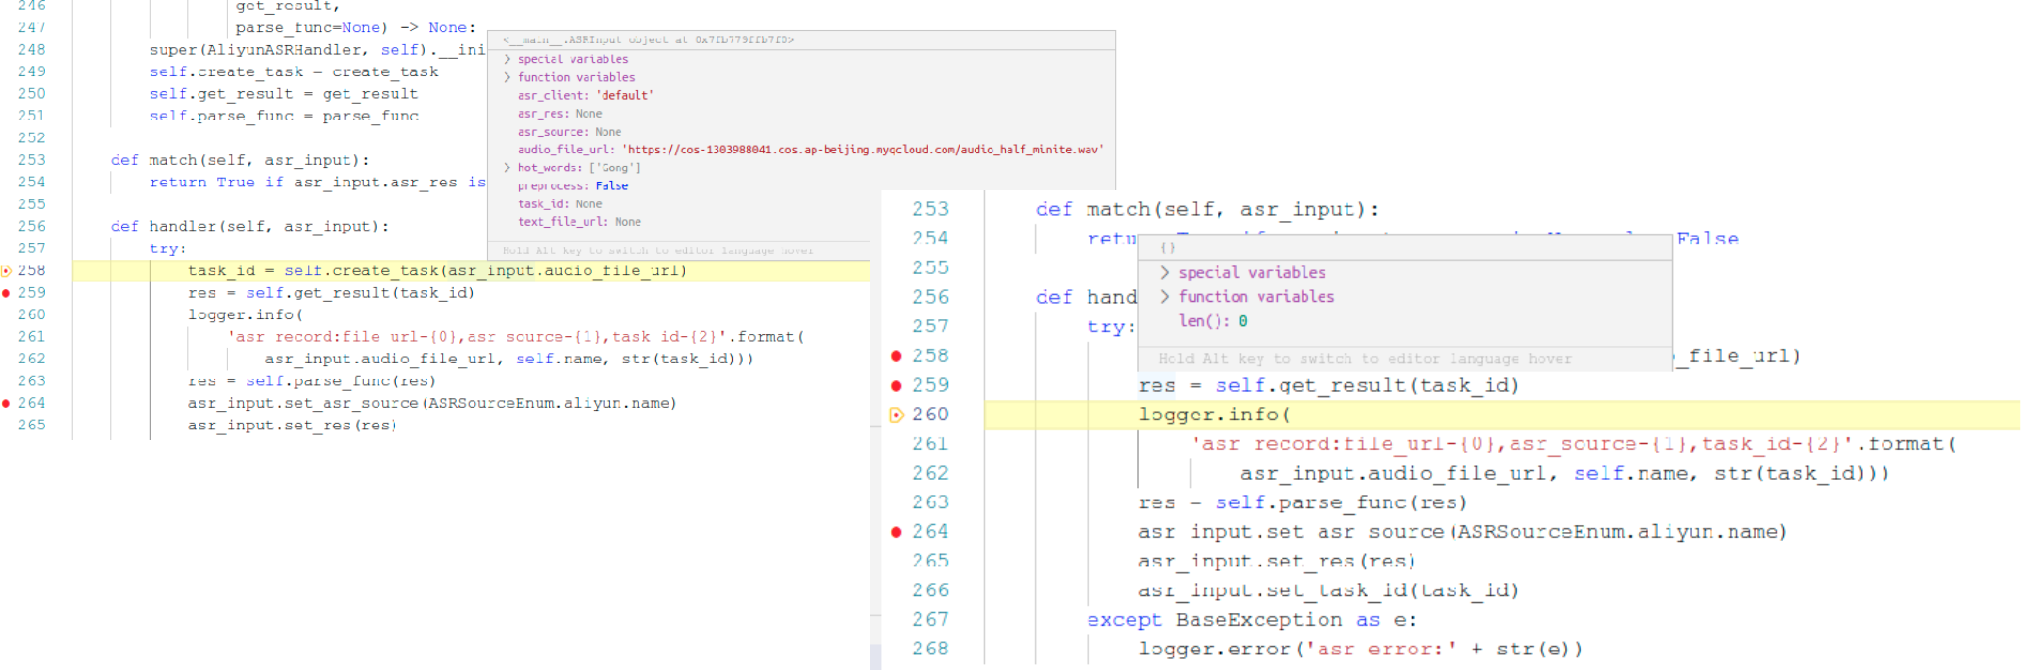 246 get_result,
247 parse_func=None) -> None:
248 super(AliyunASRHandler, self).__ini
249 self.create_task = create_task
250 self.get_result = get_result
251 self.parse_func = parse_func
252
253 def match(self, asr_input):
254 return True if asr_input.asr_res is
255
256 def handler(self, asr_input):
257 try:
258 task_id = self.create_task(asr_input.audio_file_url)
259 res = self.get_result(task_id)
260 logger.info(
261 'asr record:file url-{0},asr source-{1},task id-{2}'.format(
262 asr_input.audio_file_url, self.name, str(task_id)))
263 res = self.parse_func(res)
264 asr_input.set_asr_source(ASRSourceEnum.aliyun.name)
265 asr_input.set_res(res)
<__main__.ASRInput object at 0x7fb779ffb7f0>
> special variables
> function variables
asr_client: 'default'
asr_res: None
asr_source: None
audio_file_url: 'https://cos-1303988041.cos.ap-beijing.myqcloud.com/audio_half_minite.wav'
> hot_words: ['Gong']
preprocess: False
task_id: None
text_file_url: None
Hold Alt key to switch to editor language hover
253 def match(self, asr_input):
254 retu False
255
256 def hand
257 try:
258 _file_url)
259 res = self.get_result(task_id)
260 logger.info(
261 'asr record:file_url-{0},asr_source-{1},task_id-{2}'.format(
262 asr_input.audio_file_url, self.name, str(task_id)))
263 res = self.parse_func(res)
264 asr input.set asr source(ASRSourceEnum.aliyun.name)
265 asr_input.set_res(res)
266 asr_input.set_task_id(task_id)
267 except BaseException as e:
268 logger.error('asr error:' + str(e))
{}
> special variables
> function variables
len(): 0
Hold Alt key to switch to editor language hover